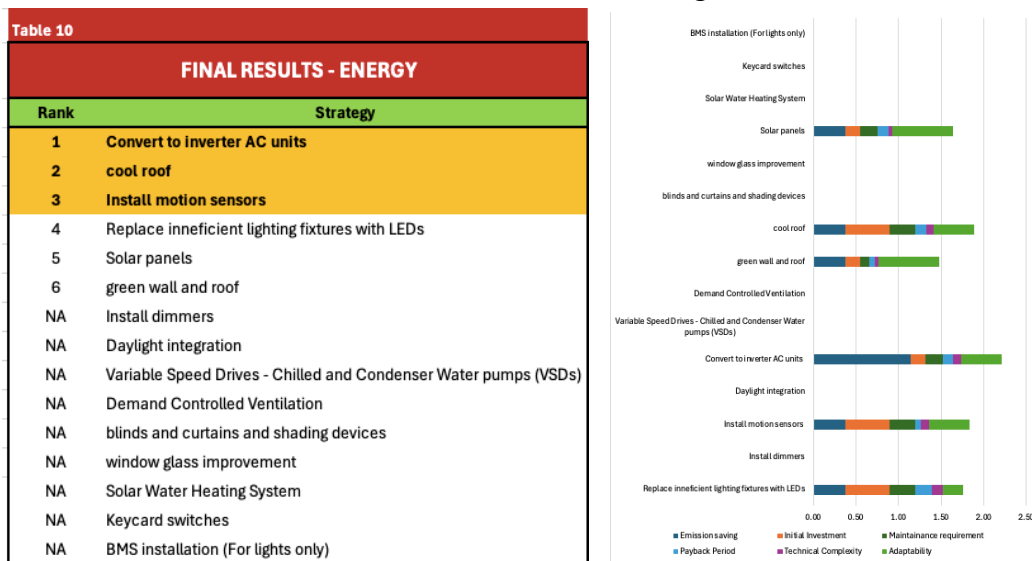 Table 10
FINAL RESULTS - ENERGY
Rank Strategy
1 Convert to inverter AC units
2 cool roof
3 Install motion sensors
4 Replace inneficient lighting fixtures with LEDs
5 Solar panels
6 green wall and roof
NA Install dimmers
NA Daylight integration
NA Variable Speed Drives - Chilled and Condenser Water pumps (VSDs)
NA Demand Controlled Ventilation
NA blinds and curtains and shading devices
NA window glass improvement
NA Solar Water Heating System
NA Keycard switches
NA BMS installation (For lights only)
BMS installation (For lights only)
Keycard switches
Solar Water Heating System
Solar panels
window glass improvement
blinds and curtains and shading devices
cool roof
green wall and roof
Demand Controlled Ventilation
Variable Speed Drives - Chilled and Condenser Water
pumps (VSDs)
Convert to inverter AC units
Daylight integration
Install motion sensors
Install dimmers
Replace inneficient lighting fixtures with LEDs
0.00 0.50 1.00 1.50 2.00 2.50
Emission saving Initial Investment Maintainance requirement
Payback Period Technical Complexity Adaptability